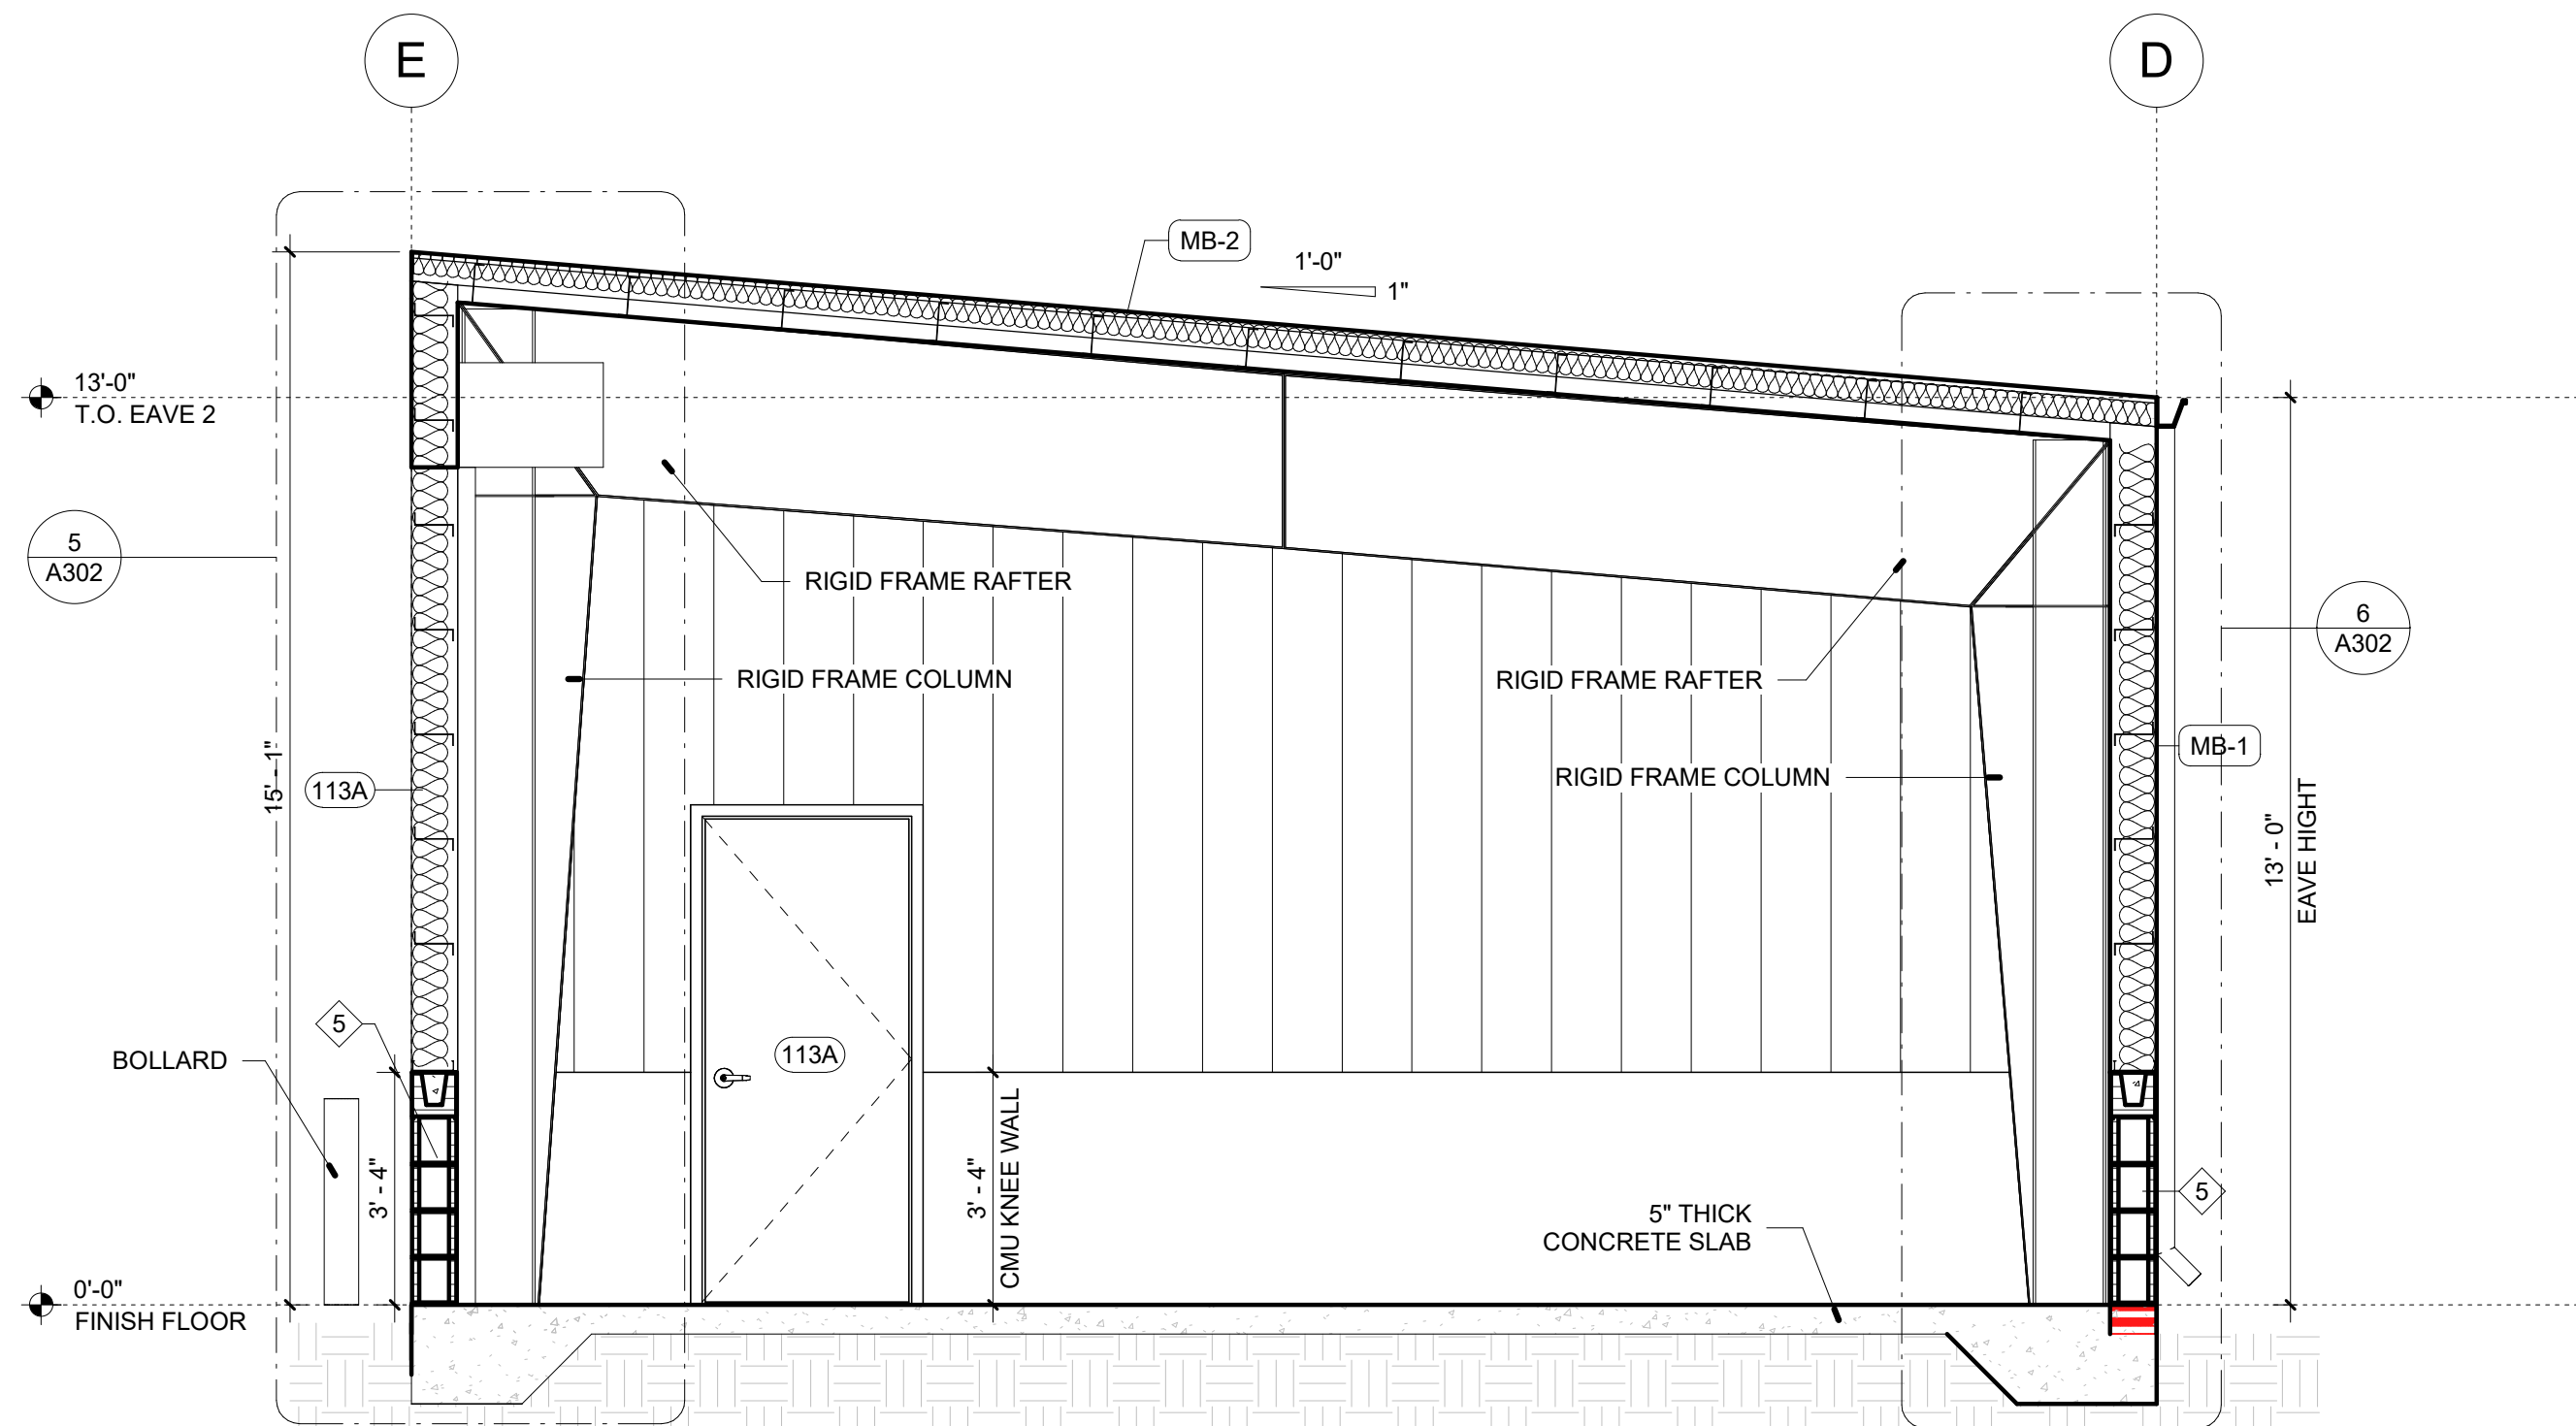 E
D
MB-2
1'-0"
1"
13'-0"
T.O. EAVE 2
5
A302
RIGID FRAME RAFTER
6
A302
RIGID FRAME COLUMN
RIGID FRAME RAFTER
MB-1
15' - 1"
113A
RIGID FRAME COLUMN
13' - 0"
EAVE HIGHT
5
BOLLARD
113A
3' - 4"
3' - 4"
CMU KNEE WALL
5
5" THICK
CONCRETE SLAB
0'-0"
FINISH FLOOR